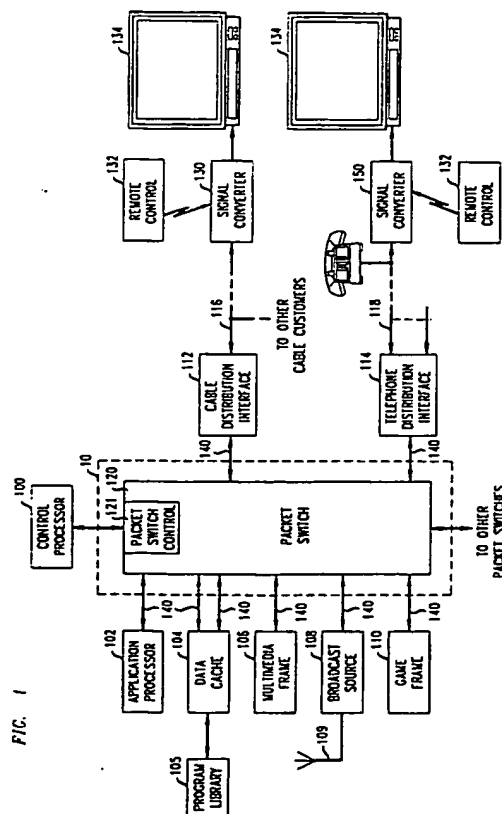 FIG. 1
100
CONTROL
PROCESSOR
10
120
121
PACKET
SWITCH
CONTROL
PACKET
SWITCH
TO OTHER
PACKET SWITCHES
102
APPLICATION
PROCESSOR
140
104
DATA
CACHE
140
140
105
PROGRAM
LIBRARY
106
MULTIMEDIA
FRAME
140
108
BROADCAST
SOURCE
140
109
110
GAME
FRAME
140
112
CABLE
DISTRIBUTION
INTERFACE
140
116
TO OTHER
CABLE CUSTOMERS
132
REMOTE
CONTROL
130
SIGNAL
CONVERTER
134
114
TELEPHONE
DISTRIBUTION
INTERFACE
140
118
150
SIGNAL
CONVERTER
132
REMOTE
CONTROL
134